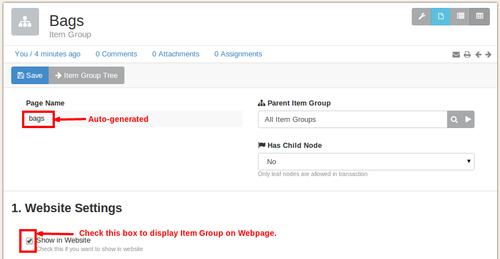 Bags
Item Group
You / 4 minutes ago
0 Comments
0 Attachments
0 Assignments
Save
Item Group Tree
Page Name
bags
Auto-generated
Parent Item Group
All Item Groups
Has Child Node
No
Only leaf nodes are allowed in transaction
1. Website Settings
Check this box to display Item Group on Webpage.
Show in Website
Check this if you want to show in website